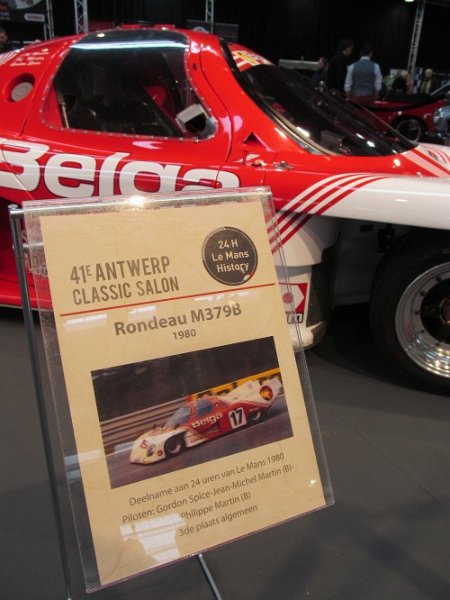 Belga
41E ANTWERP
CLASSIC SALON
24 H
Le Mans
History
Rondeau M379B
1980
Belga
17
Deelname aan 24 uren van Le Mans 1980
Piloten: Gordon Spice-Jean-Michel Martin (B)-
Philippe Martin (B)
3de plaats algemeen